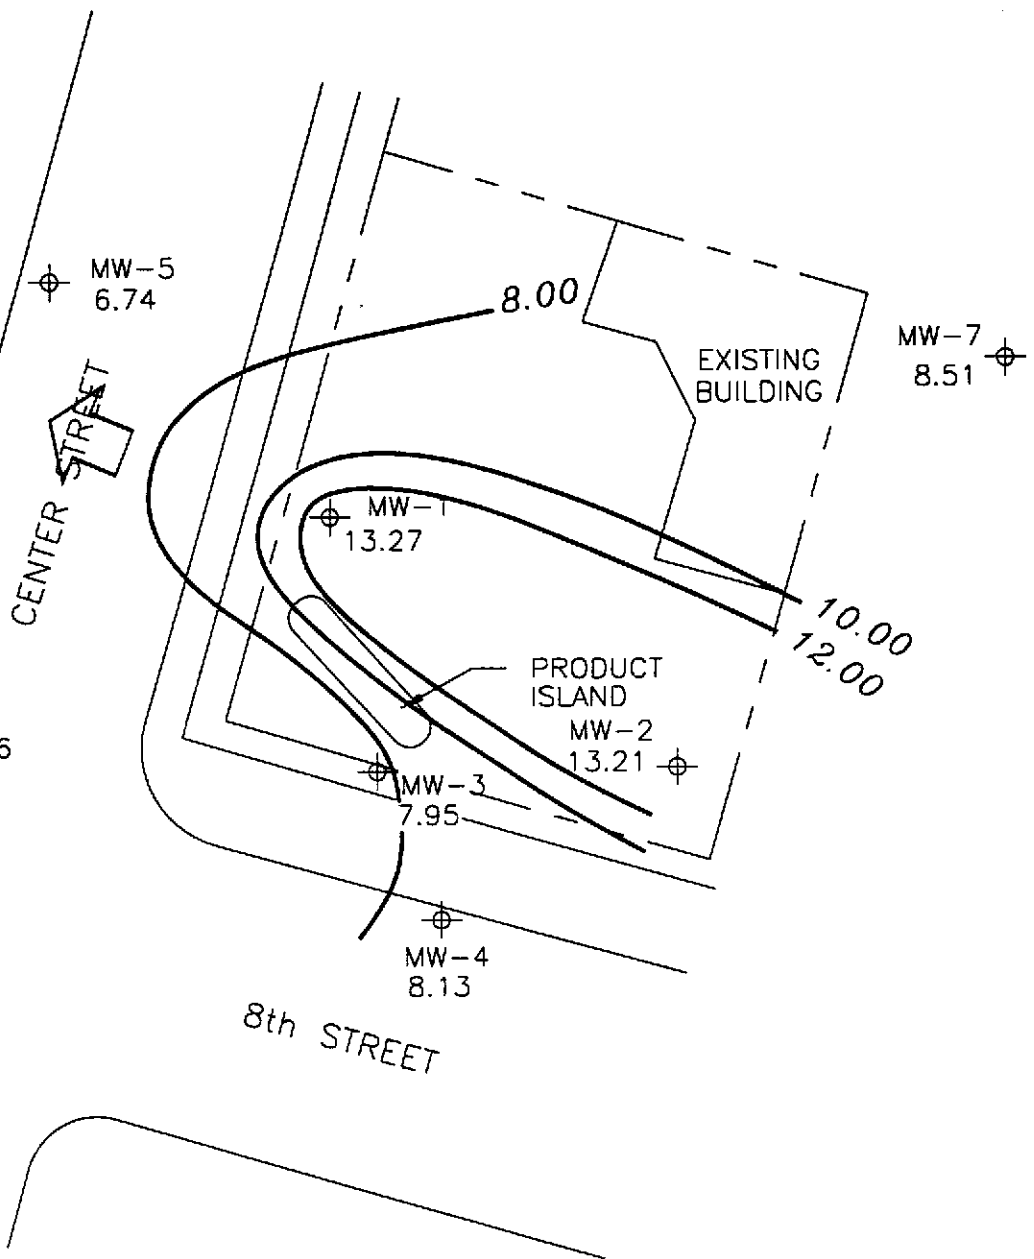 MW-5
6.74
8.00
MW-7
8.51
EXISTING
BUILDING
CENTER STREET
MW-1
13.27
10.00
12.00
PRODUCT
ISLAND
MW-2
13.21
6
MW-3
7.95
MW-4
8.13
8th STREET